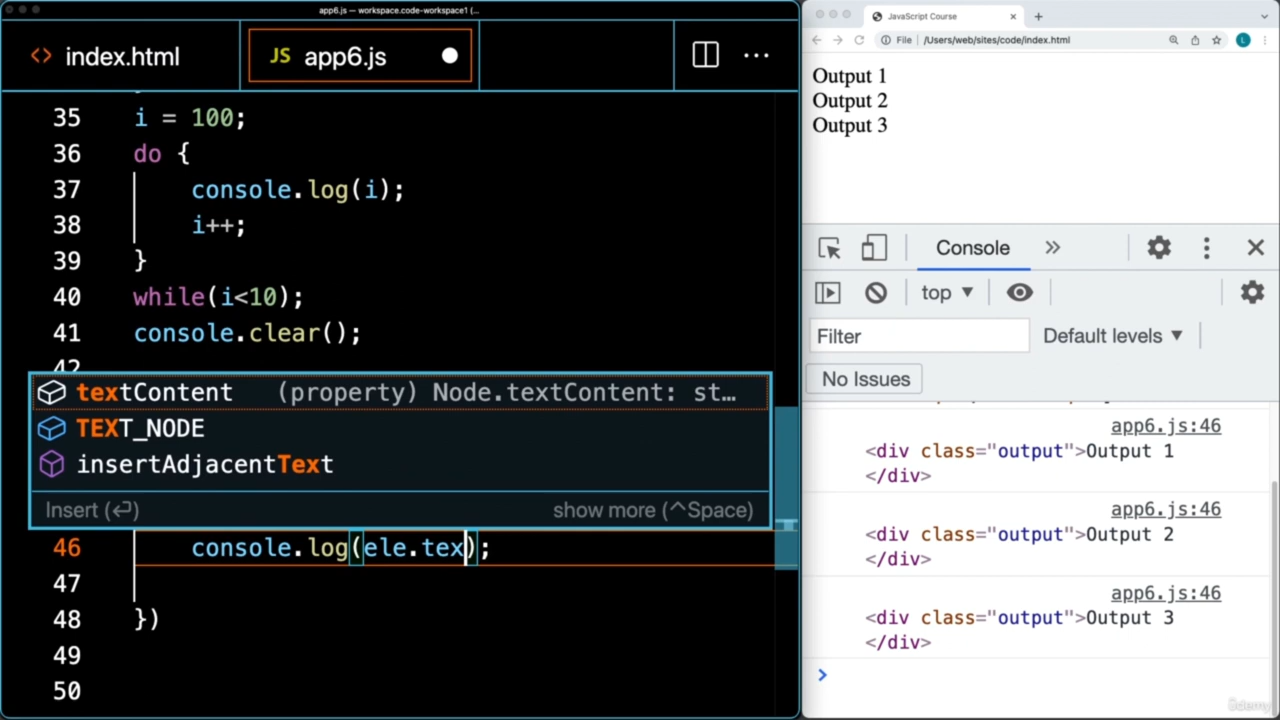 app6.js — workspace.code-workspace1 (...
<> index.html
JS app6.js
...
35 i = 100;
36 do {
37 console.log(i);
38 i++;
39 }
40 while(i<10);
41 console.clear();
42
textContent (property) Node.textContent: st...
TEXT_NODE
insertAdjacentText
Insert (⏎) show more (^Space)
46 console.log(ele.tex);
47
48 })
49
50
JavaScript Course
File /Users/web/sites/code/index.html
L
Output 1
Output 2
Output 3
Console »
top ▼
Filter Default levels ▼
No Issues
app6.js:46
<div class="output">Output 1
</div>
app6.js:46
<div class="output">Output 2
</div>
app6.js:46
<div class="output">Output 3
</div>
>
ûdemy